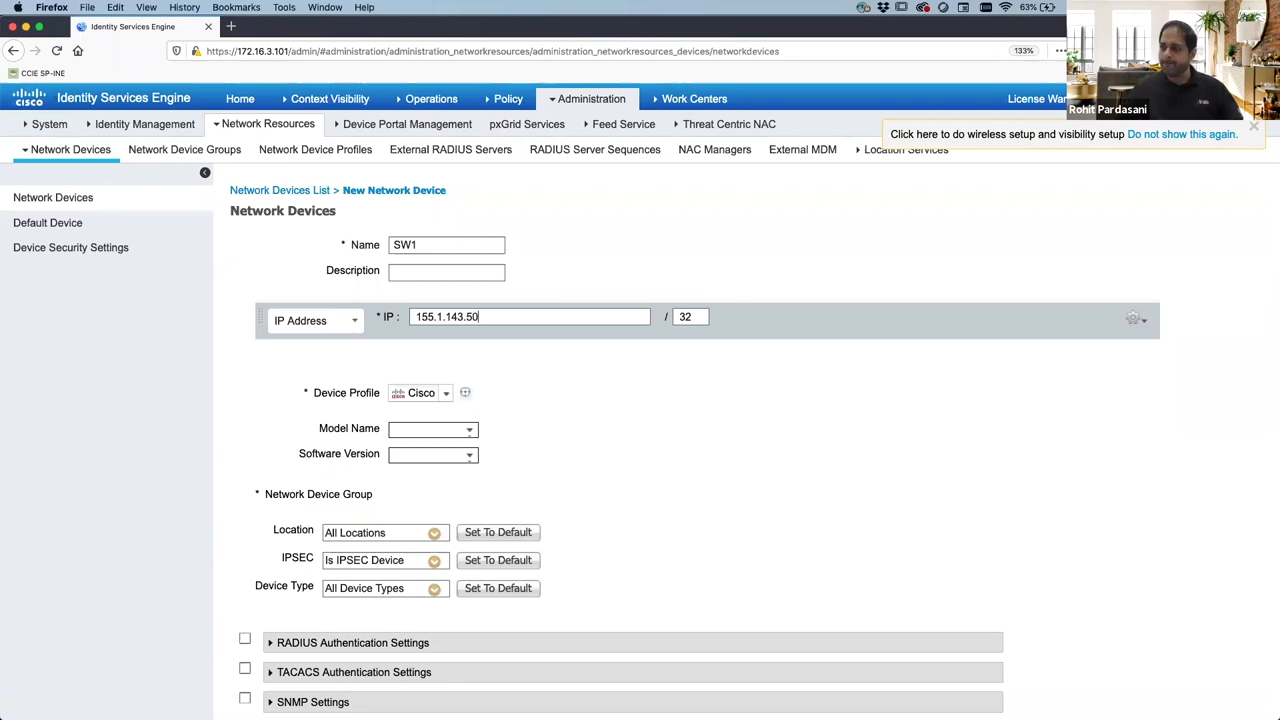 Firefox File Edit View History Bookmarks Tools Window Help 63%
Identity Services Engine
https://172.16.3.101/admin/#administration/administration_networkresources/administration_networkresources_devices/networkdevices 133%
CCIE SP-INE
cisco Identity Services Engine Home Context Visibility Operations Policy Administration Work Centers License War
Rohit Pardasani
System Identity Management Network Resources Device Portal Management pxGrid Services Feed Service Threat Centric NAC
Click here to do wireless setup and visibility setup Do not show this again.
Network Devices Network Device Groups Network Device Profiles External RADIUS Servers RADIUS Server Sequences NAC Managers External MDM Location Services
Network Devices
Default Device
Device Security Settings
Network Devices List > New Network Device
Network Devices
* Name SW1
Description
IP Address * IP : 155.1.143.50 / 32
* Device Profile Cisco
Model Name
Software Version
* Network Device Group
Location All Locations Set To Default
IPSEC Is IPSEC Device Set To Default
Device Type All Device Types Set To Default
RADIUS Authentication Settings
TACACS Authentication Settings
SNMP Settings